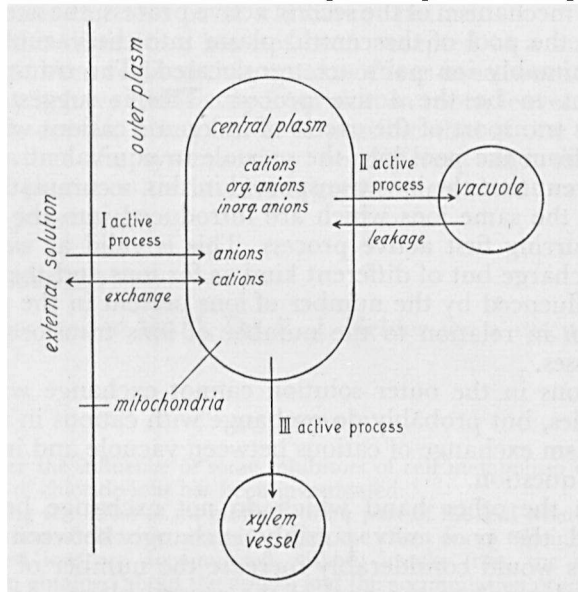 outer plasm
external solution
central plasm
cations
org. anions
inorg anions
II active
process
vacuole
leakage
I active
process
anions
cations
exchange
mitochondria
III active process
xylem
vessel